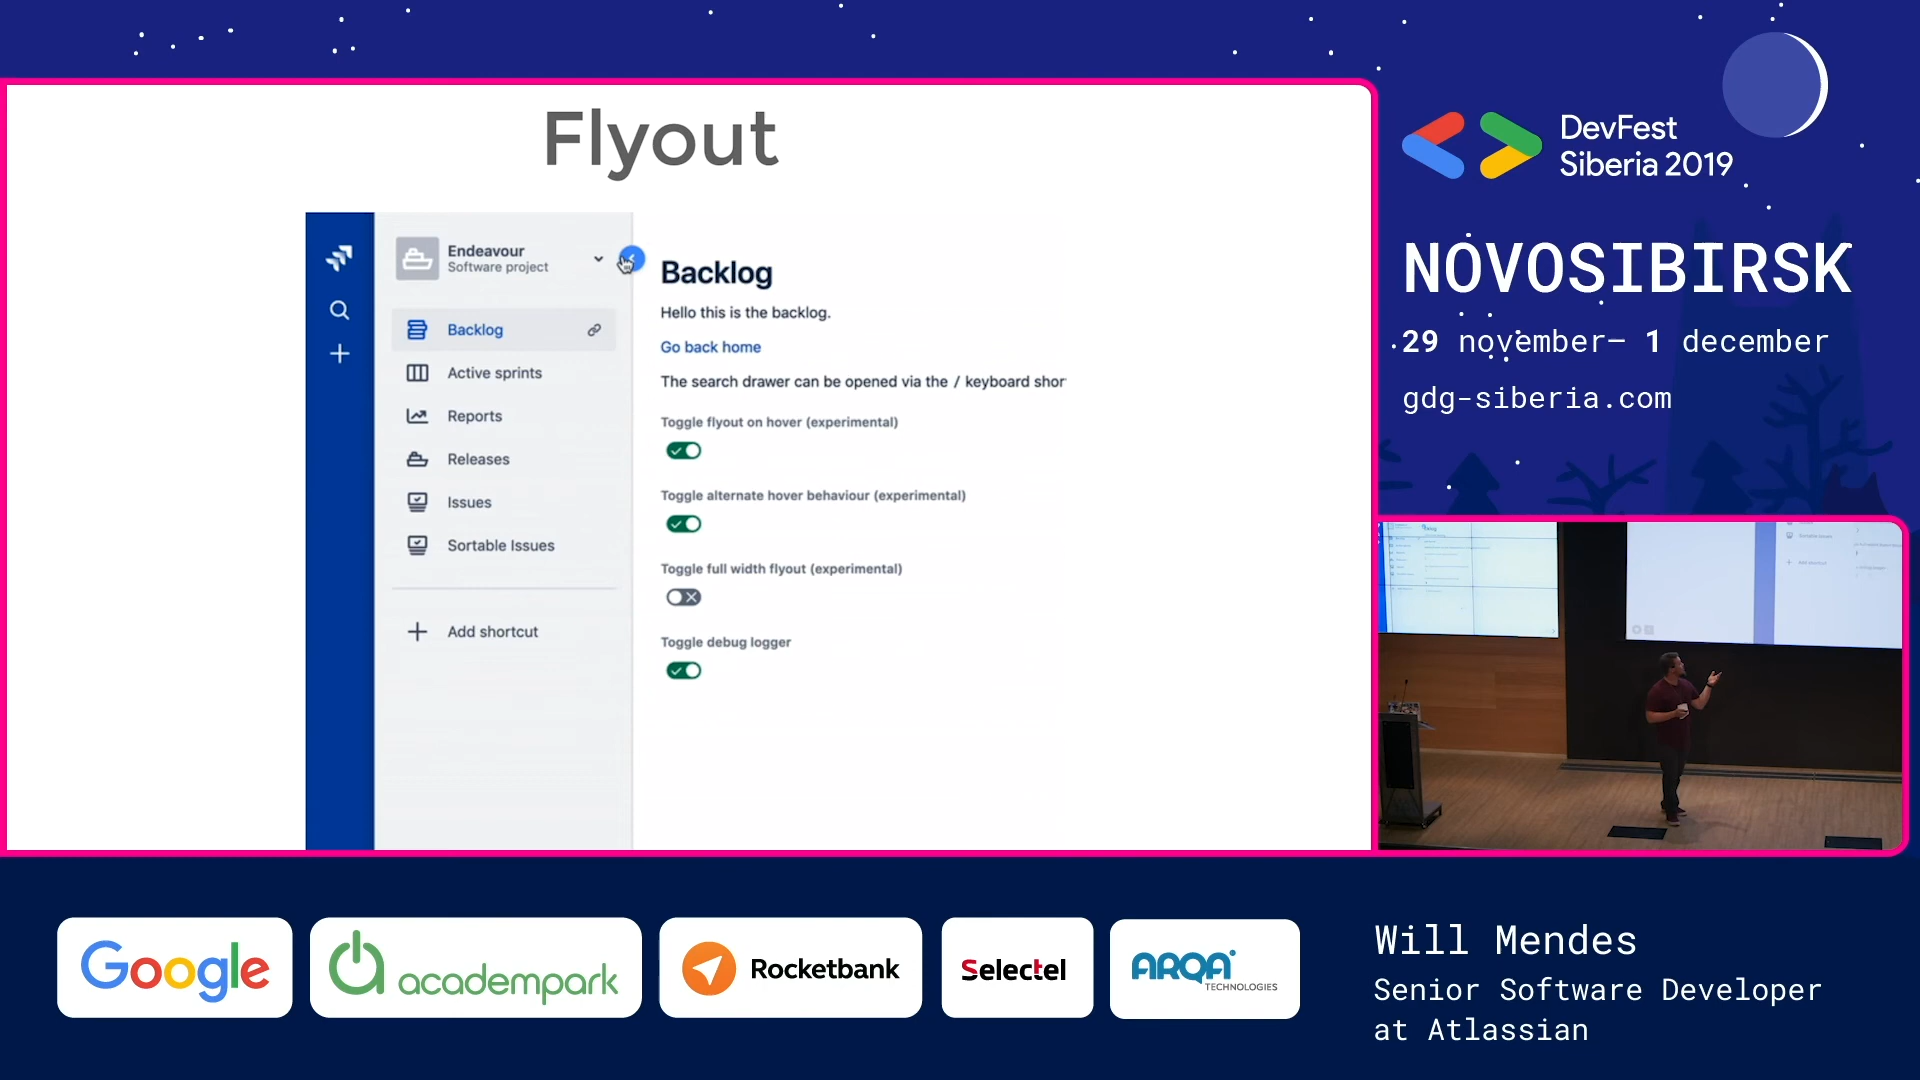 Flyout
Endeavour
Software project
Backlog
Active sprints
Reports
Releases
Issues
Sortable Issues
Add shortcut
Backlog
Hello this is the backlog.
Go back home
The search drawer can be opened via the / keyboard shor
Toggle flyout on hover (experimental)
Toggle alternate hover behaviour (experimental)
Toggle full width flyout (experimental)
Toggle debug logger
DevFest
Siberia 2019
NOVOSIBIRSK
29 november— 1 december
gdg-siberia.com
Google
academpark
Rocketbank
Selectel
ARQA
TECHNOLOGIES
Will Mendes
Senior Software Developer
at Atlassian